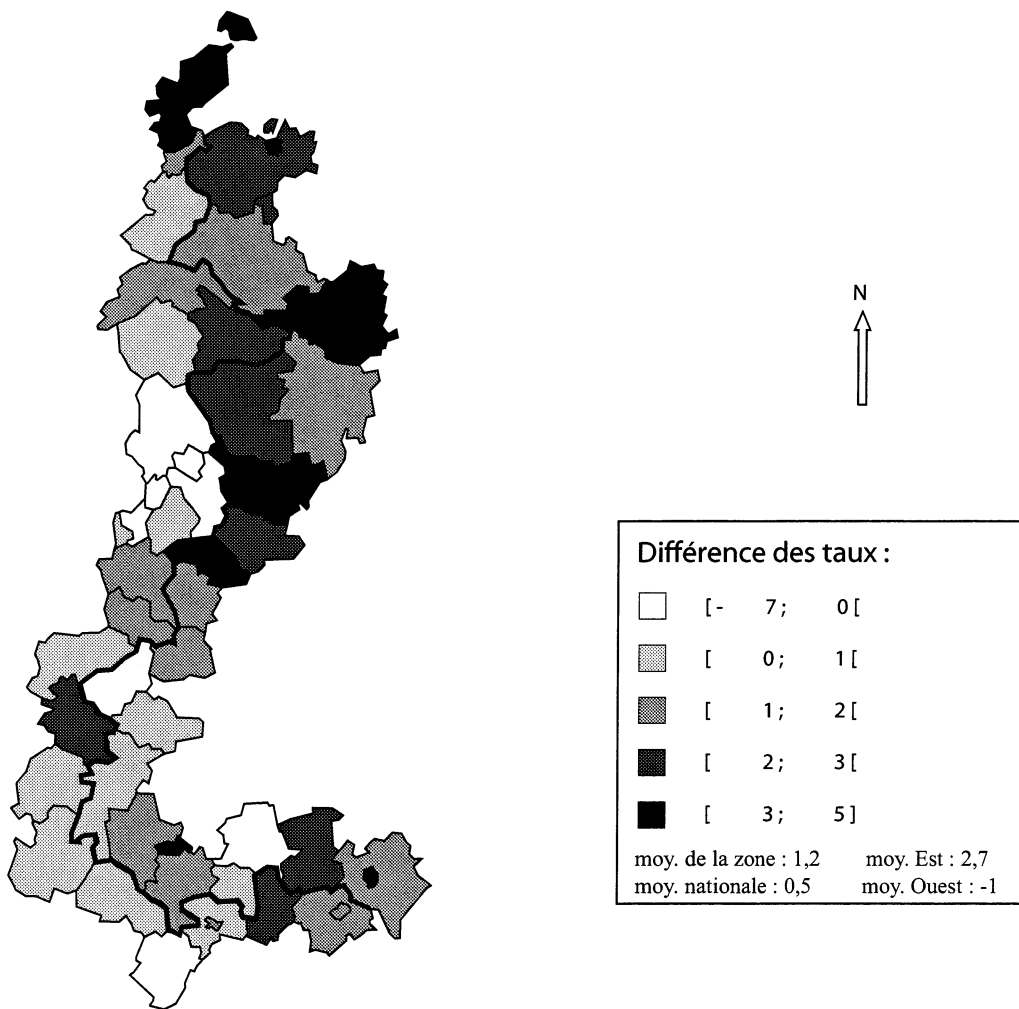 N
Différence des taux :
[- 7; 0[
[ 0; 1[
[ 1; 2[
[ 2; 3[
[ 3; 5]
moy. de la zone : 1,2 moy. Est : 2,7
moy. nationale : 0,5 moy. Ouest : -1